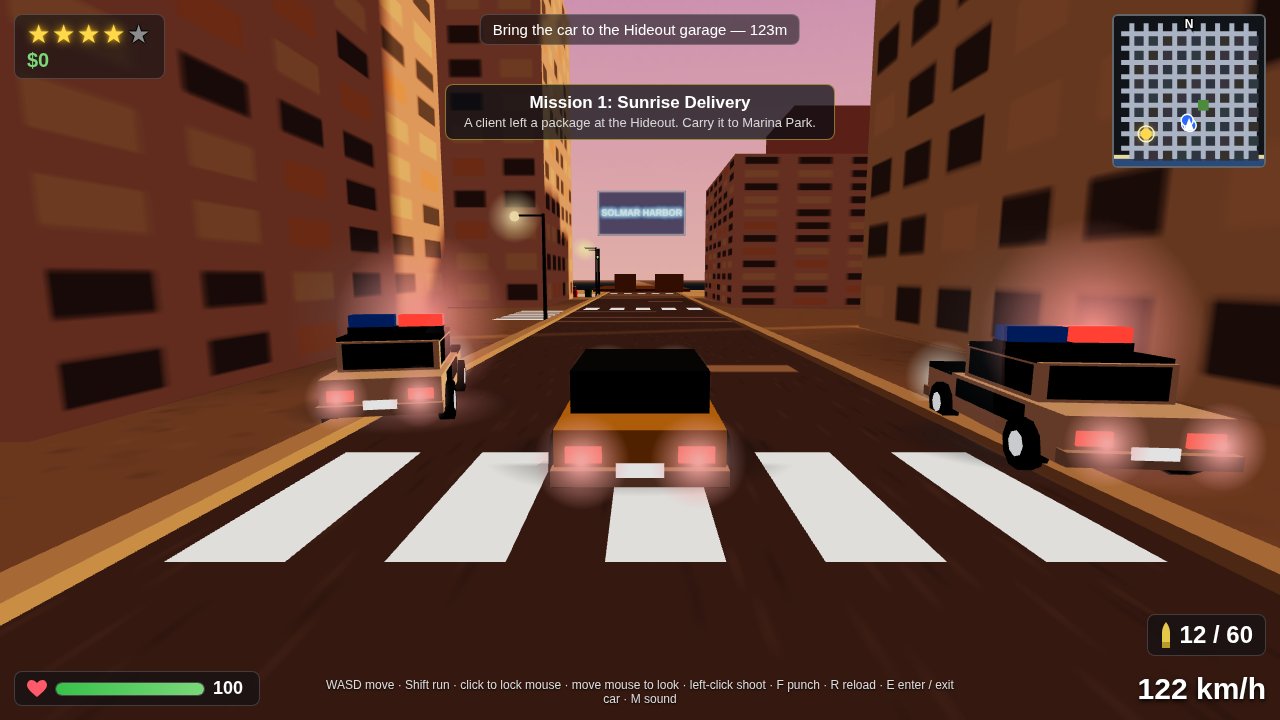 $0
Bring the car to the Hideout garage — 123m
N
Mission 1: Sunrise Delivery
A client left a package at the Hideout. Carry it to Marina Park.
SOLMAR HARBOR
12 / 60
100
WASD move · Shift run · click to lock mouse · move mouse to look · left-click shoot · F punch · R reload · E enter / exit
car · M sound
122 km/h